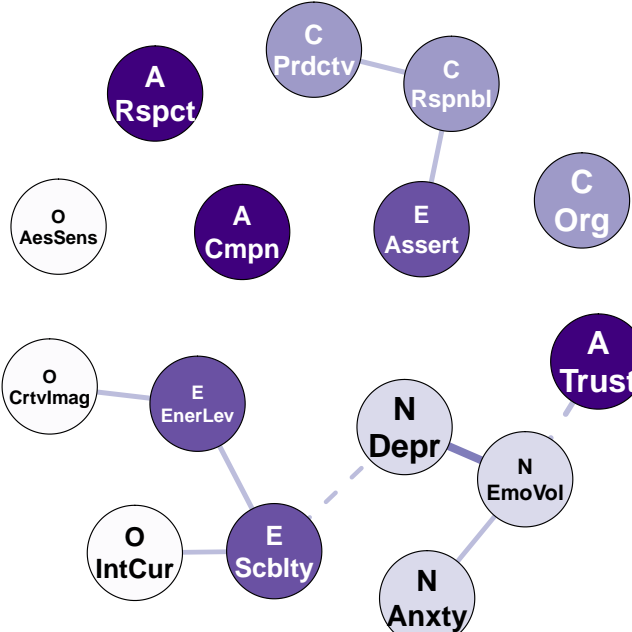 C
Prdctv
A
Rspct
C
Rspnbl
C
Org
O
AesSens
A
Cmpn
E
Assert
A
Trust
O
CrtvImag
E
EnerLev
N
Depr
N
EmoVol
O
IntCur
E
Scblty
N
Anxty